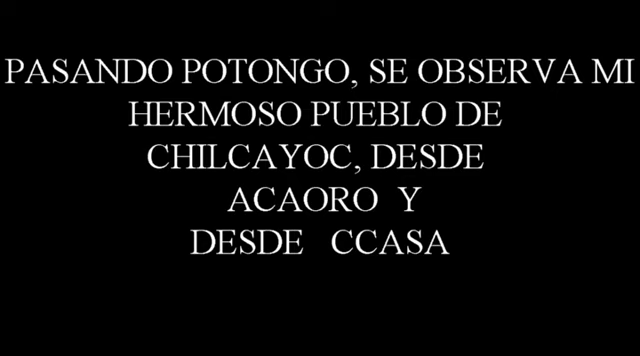 PASANDO POTONGO, SE OBSERVA MI
HERMOSO PUEBLO DE
CHILCAYOC, DESDE
ACAORO Y
DESDE CCASA